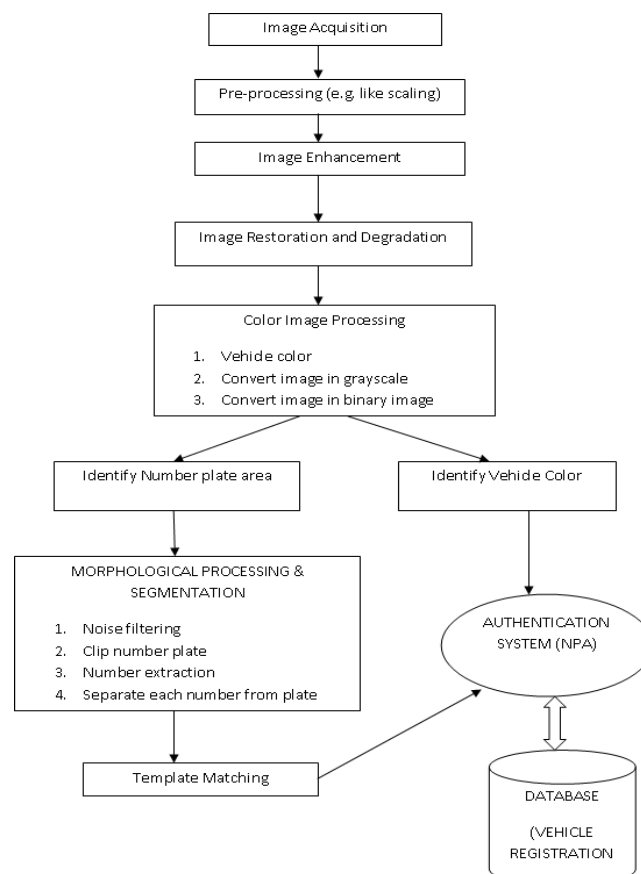 Image Acquisition
Pre-processing (e.g. like scaling)
Image Enhancement
Image Restoration and Degradation
Color Image Processing
1. Vehicle color
2. Convert image in grayscale
3. Convert image in binary image
Identify Number plate area
Identify Vehicle Color
MORPHOLOGICAL PROCESSING &
SEGMENTATION
1. Noise filtering
2. Clip number plate
3. Number extraction
4. Separate each number from plate
AUTHENTICATION
SYSTEM (NPA)
Template Matching
DATABASE
(VEHICLE
REGISTRATION